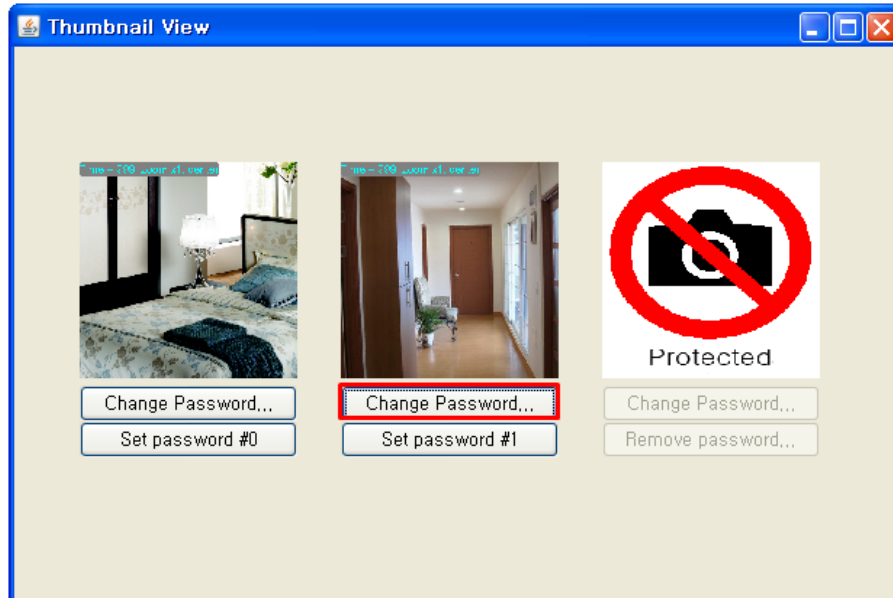 Thumbnail View
Protected
Change Password...
Change Password...
Change Password...
Set password #0
Set password #1
Remove password...